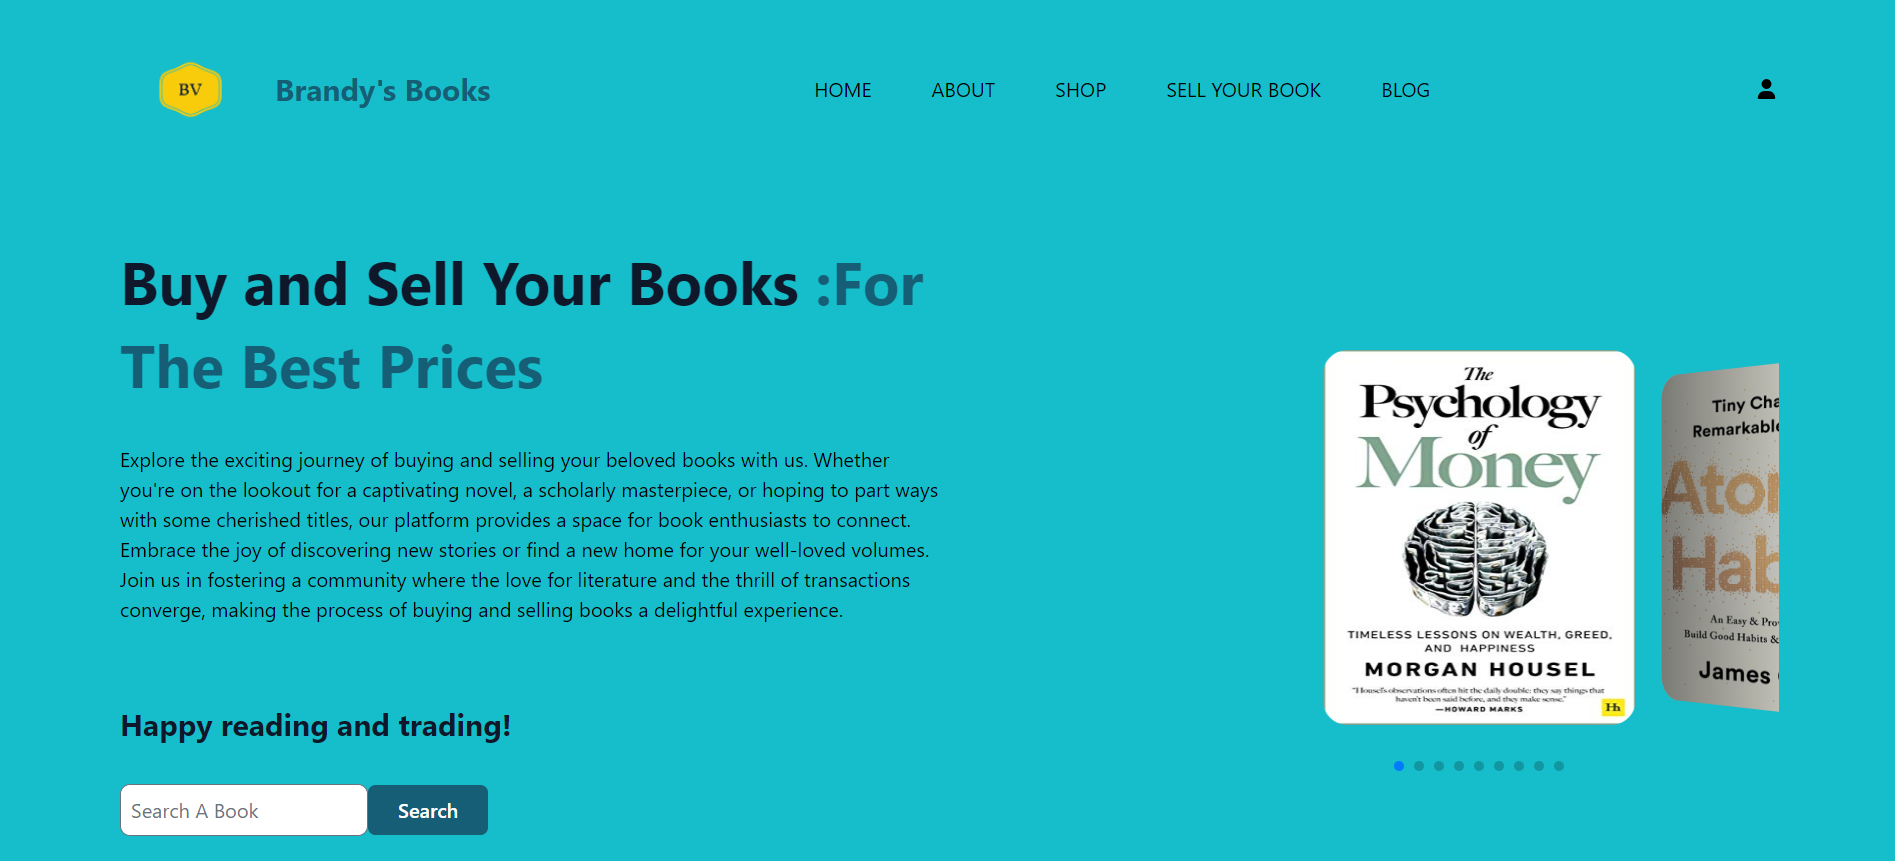 BV
Brandy's Books
HOME
ABOUT
SHOP
SELL YOUR BOOK
BLOG
Buy and Sell Your Books :For
The Best Prices
Explore the exciting journey of buying and selling your beloved books with us. Whether
you're on the lookout for a captivating novel, a scholarly masterpiece, or hoping to part ways
with some cherished titles, our platform provides a space for book enthusiasts to connect.
Embrace the joy of discovering new stories or find a new home for your well-loved volumes.
Join us in fostering a community where the love for literature and the thrill of transactions
converge, making the process of buying and selling books a delightful experience.
Happy reading and trading!
Search A Book
Search
The
Psychology
of
Money
TIMELESS LESSONS ON WEALTH, GREED,
AND HAPPINESS
MORGAN HOUSEL
"Housel's observations often hit the daily double: they say things that
haven't been said before, and they make sense."
—HOWARD MARKS
Hh
Tiny Cha
Remarkable
Ato
Hab
An Easy & Pro
Build Good Habits &
James